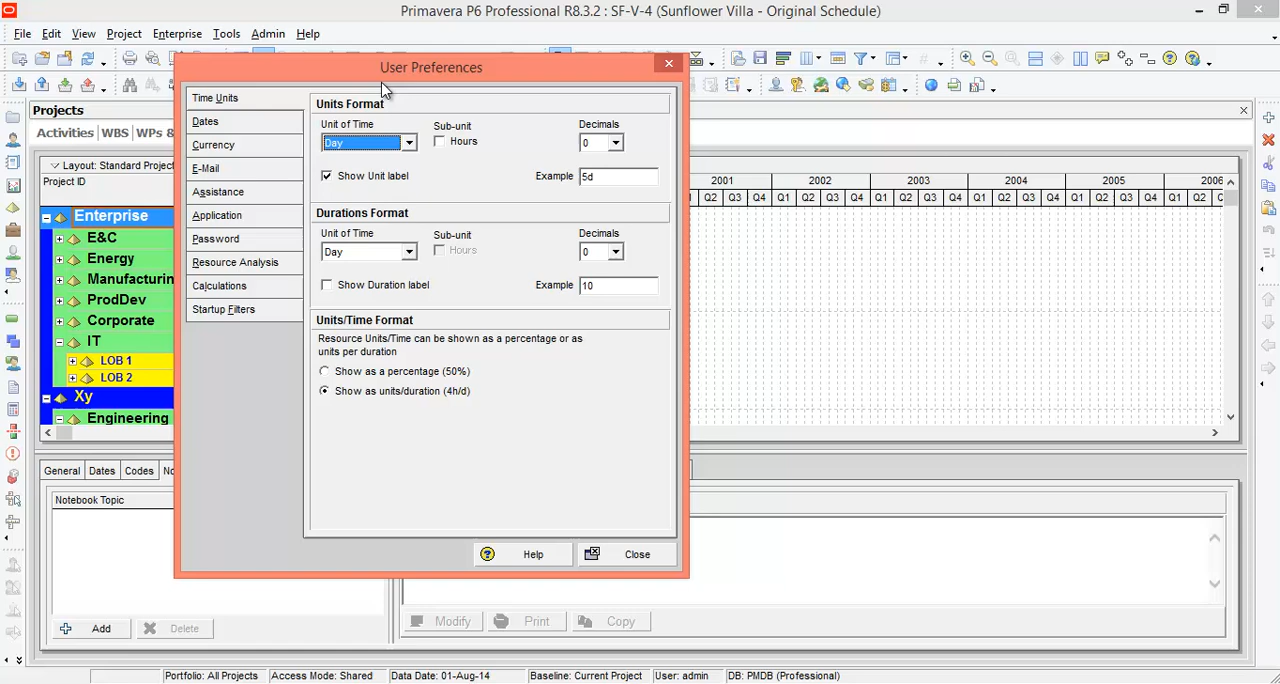 Primavera P6 Professional R8.3.2 : SF-V-4 (Sunflower Villa - Original Schedule)
File Edit View Project Enterprise Tools Admin Help
User Preferences
Projects
Activities WBS WPs &
Layout: Standard Project
Project ID
Enterprise
E&C
Energy
Manufacturin
ProdDev
Corporate
IT
LOB 1
LOB 2
Xy
Engineering
Time Units
Dates
Currency
E-Mail
Assistance
Application
Password
Resource Analysis
Calculations
Startup Filters
Units Format
Unit of Time Sub-unit Decimals
Day Hours 0
Show Unit label Example 5d
Durations Format
Unit of Time Sub-unit Decimals
Day Hours 0
Show Duration label Example 10
Units/Time Format
Resource Units/Time can be shown as a percentage or as
units per duration
Show as a percentage (50%)
Show as units/duration (4h/d)
Help Close
2001 2002 2003 2004 2005 2006
Q2 Q3 Q4 Q1 Q2 Q3 Q4 Q1 Q2 Q3 Q4 Q1 Q2 Q3 Q4 Q1 Q2 Q3 Q4 Q1 Q2
General Dates Codes No
Notebook Topic
Add Delete
Modify Print Copy
Portfolio: All Projects Access Mode: Shared Data Date: 01-Aug-14 Baseline: Current Project User: admin DB: PMDB (Professional)